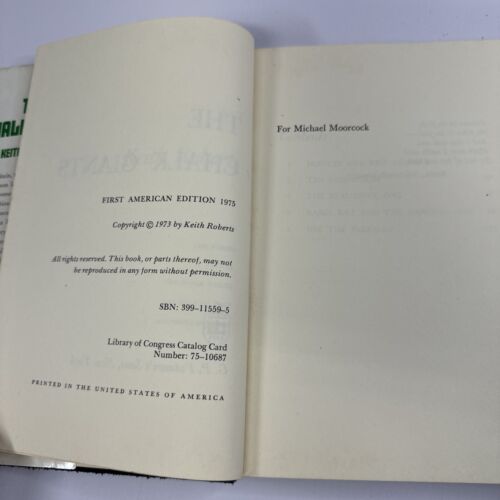 KEITH
FIRST AMERICAN EDITION 1975
Copyright © 1973 by Keith Roberts
All rights reserved. This book, or parts thereof, may not
be reproduced in any form without permission.
SBN: 399-11559-5
Library of Congress Catalog Card
Number: 75-10687
PRINTED IN THE UNITED STATES OF AMERICA
For Michael Moorcock